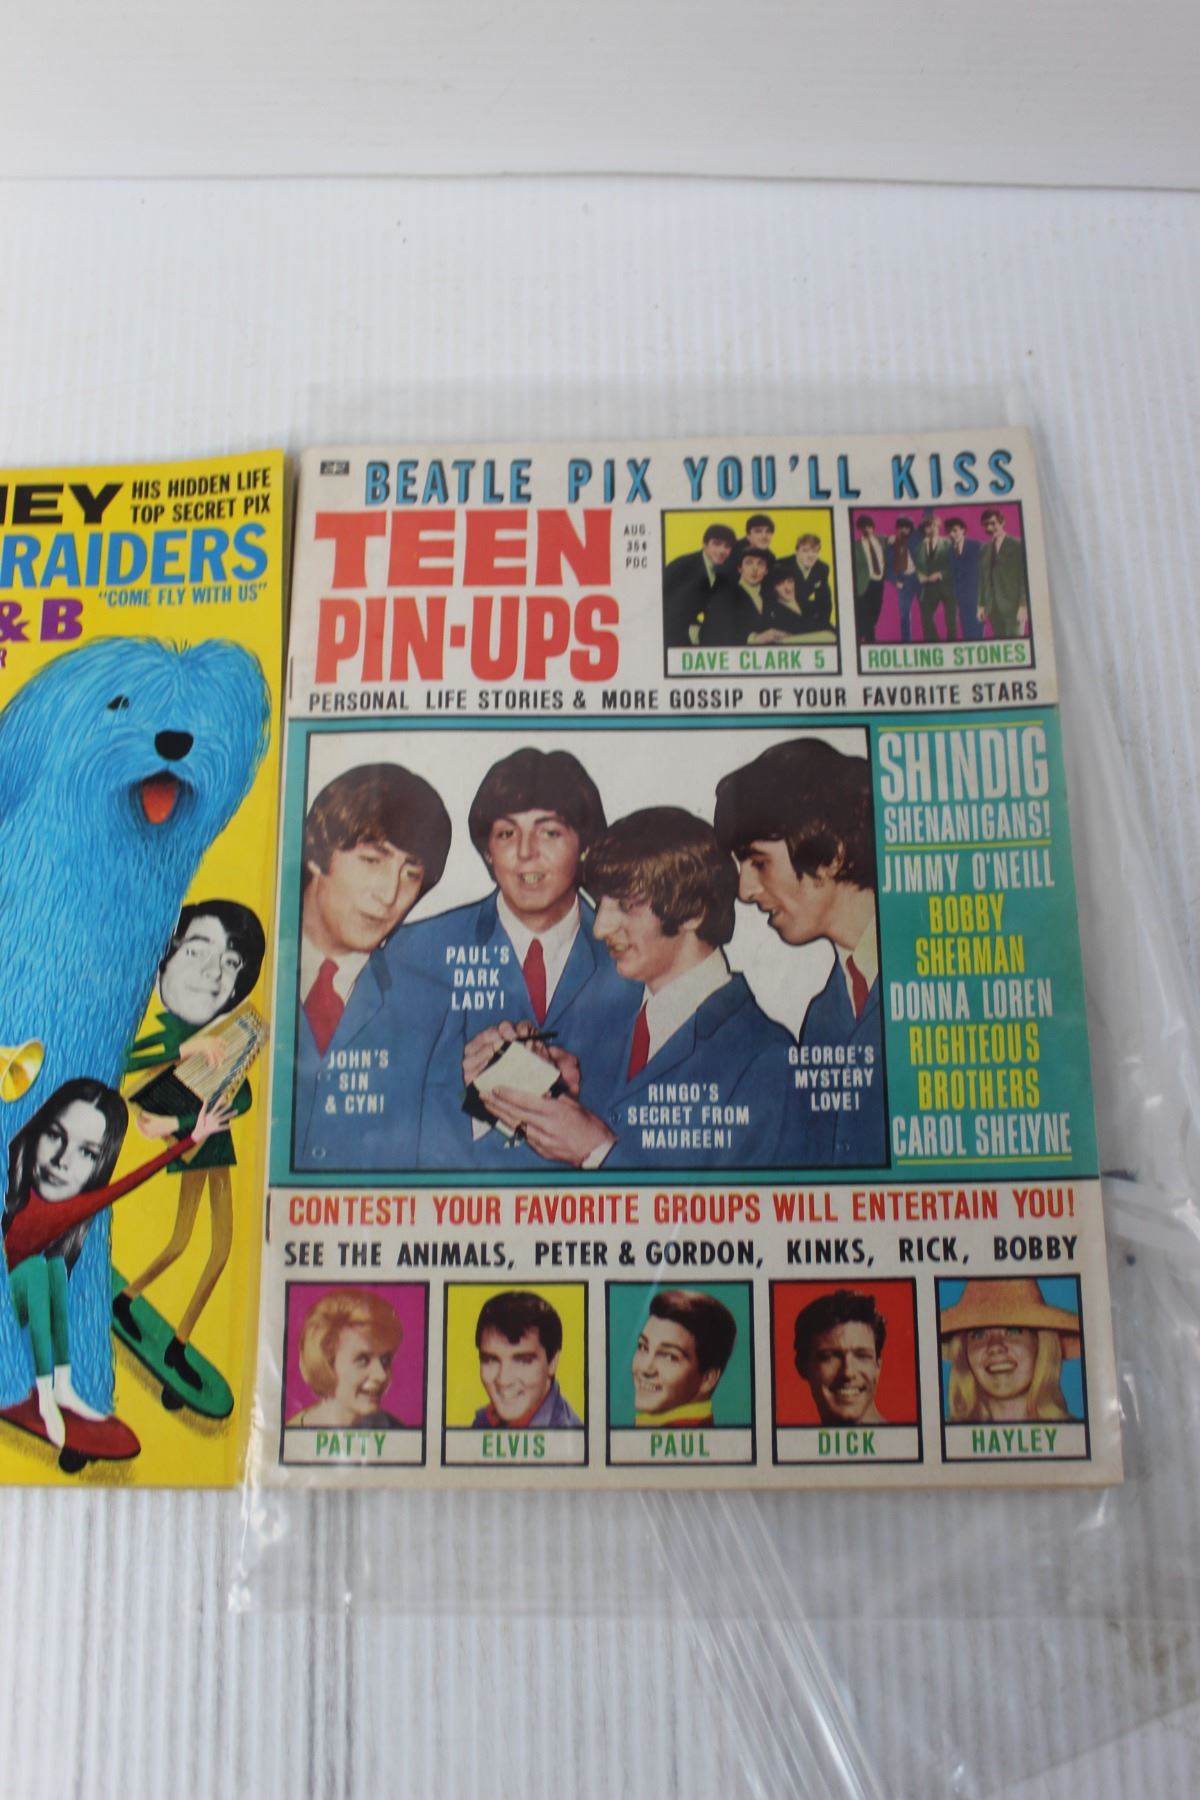 HEY
HIS HIDDEN LIFE
TOP SECRET PIX
RAIDERS
"COME FLY WITH US"
& B
R
BEATLE PIX YOU'LL KISS
TEEN
PIN-UPS
AUG.
35¢
PDC
DAVE CLARK 5
ROLLING STONES
PERSONAL LIFE STORIES & MORE GOSSIP OF YOUR FAVORITE STARS
SHINDIG
SHENANIGANS!
JIMMY O'NEILL
BOBBY
SHERMAN
DONNA LOREN
RIGHTEOUS
BROTHERS
CAROL SHELYNE
PAUL'S
DARK
LADY!
JOHN'S
SIN
& CYN!
RINGO'S
SECRET FROM
MAUREEN!
GEORGE'S
MYSTERY
LOVE!
CONTEST! YOUR FAVORITE GROUPS WILL ENTERTAIN YOU!
SEE THE ANIMALS, PETER & GORDON, KINKS, RICK, BOBBY
PATTY
ELVIS
PAUL
DICK
HAYLEY